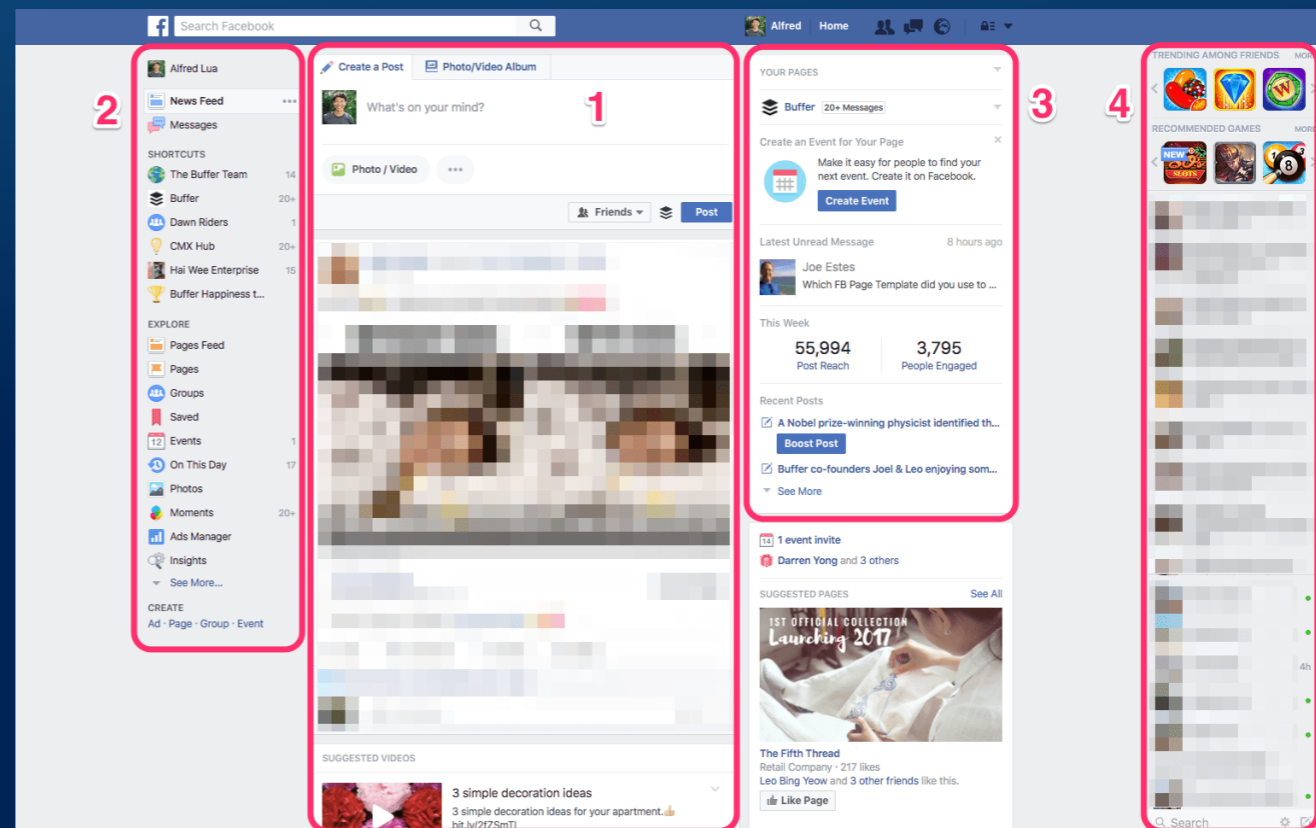 Search Facebook
Alfred
Home
2
Alfred Lua
News Feed
Messages
SHORTCUTS
The Buffer Team 14
Buffer 20+
Dawn Riders 1
CMX Hub 20+
Hai Wee Enterprise 15
Buffer Happiness t...
EXPLORE
Pages Feed
Pages
Groups
Saved
12 Events 1
On This Day 17
Photos
Moments 20+
Ads Manager
Insights
See More...
CREATE
Ad · Page · Group · Event
1
Create a Post
Photo/Video Album
What's on your mind?
Photo / Video
Friends
Post
SUGGESTED VIDEOS
3 simple decoration ideas
3 simple decoration ideas for your apartment.
bit.ly/2fZSmTL
3
YOUR PAGES
Buffer 20+ Messages
Create an Event for Your Page
Make it easy for people to find your
next event. Create it on Facebook.
Create Event
Latest Unread Message 8 hours ago
Joe Estes
Which FB Page Template did you use to ...
This Week
55,994 3,795
Post Reach People Engaged
Recent Posts
A Nobel prize-winning physicist identified th...
Boost Post
Buffer co-founders Joel & Leo enjoying som...
See More
14 1 event invite
Darren Yong and 3 others
SUGGESTED PAGES See All
1ST OFFICIAL COLLECTION
Launching 2017
The Fifth Thread
Retail Company · 217 likes
Leo Bing Yeow and 3 other friends like this.
Like Page
4
TRENDING AMONG FRIENDS MORE
W
RECOMMENDED GAMES MORE
NEW
SLOTS
8
3
4h
Search